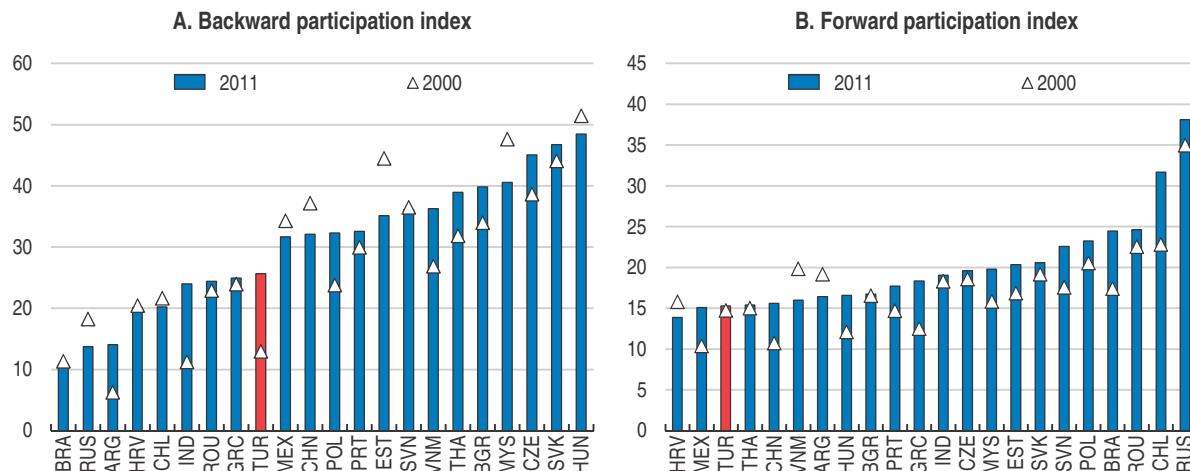 A. Backward participation index
60
50
40
30
20
10
0
2011
2000
BRA
RUS
ARG
HRV
CHL
IND
ROU
GRC
TUR
MEX
CHN
POL
PRT
EST
SVN
VNM
THA
BGR
MYS
CZE
SVK
HUN
B. Forward participation index
45
40
35
30
25
20
15
10
5
0
2011
2000
HRV
MEX
TUR
THA
CHN
VNM
ARG
HUN
BGR
PRT
GRC
IND
CZE
MYS
EST
SVK
SVN
POL
BRA
ROU
CHL
RUS